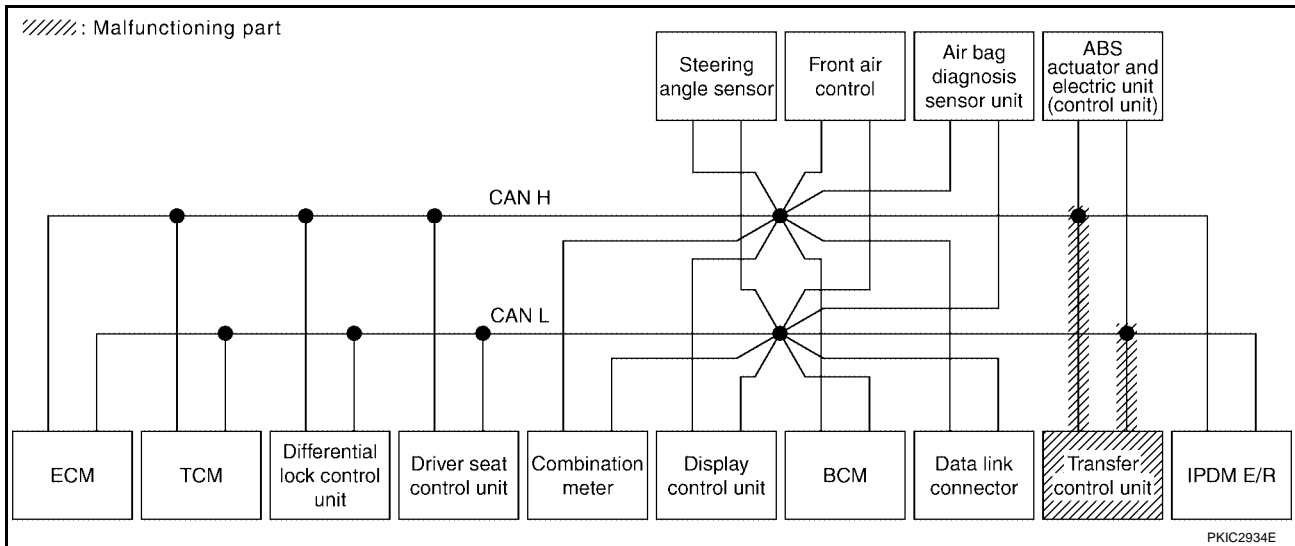 : Malfunctioning part
Steering
angle sensor
Front air
control
Air bag
diagnosis
sensor unit
ABS
actuator and
electric unit
(control unit)
CAN H
CAN L
ECM
TCM
Differential
lock control
unit
Driver seat
control unit
Combination
meter
Display
control unit
BCM
Data link
connector
Transfer
control unit
IPDM E/R
PKIC2934E